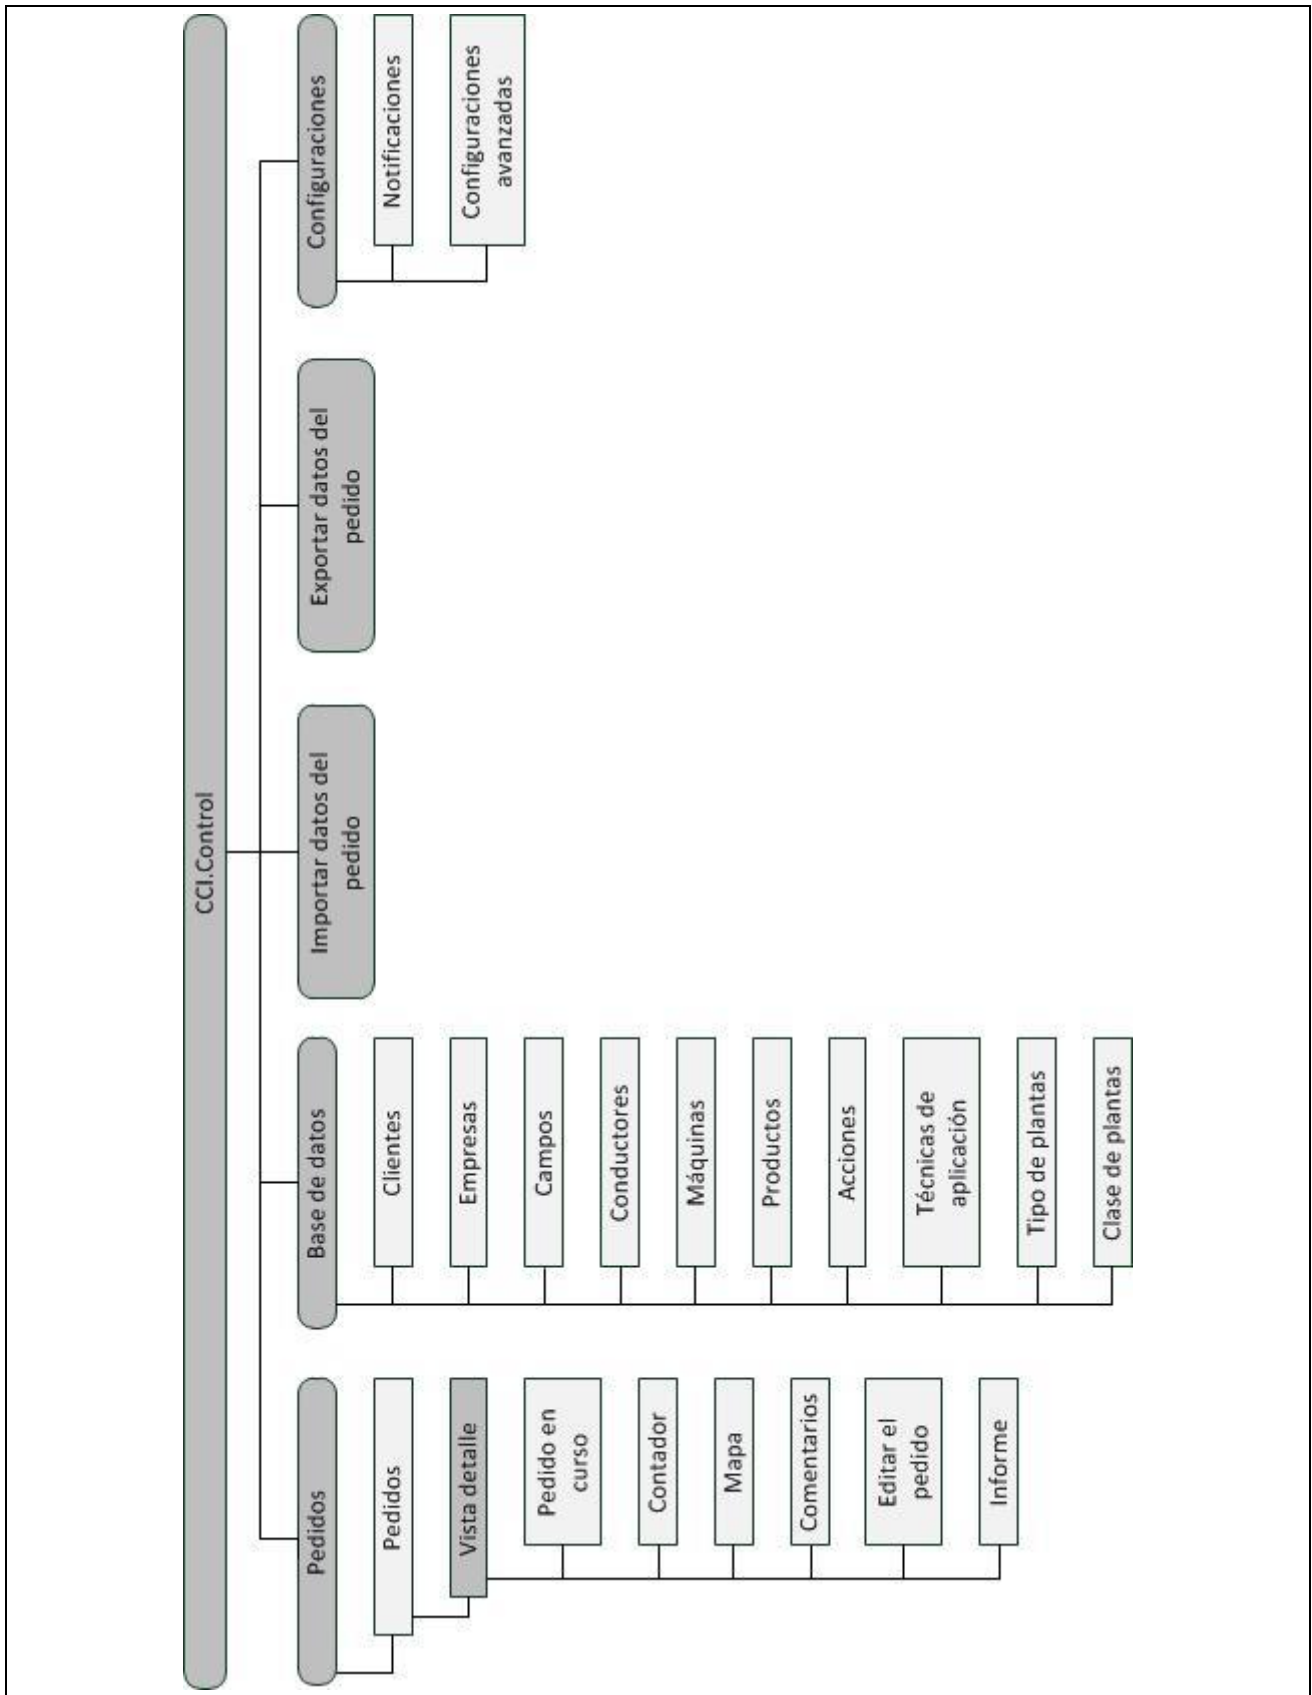 CCI.Control
Pedidos
Pedidos
Vista detalle
Pedido en
curso
Contador
Mapa
Comentarios
Editar el
pedido
Informe
Base de datos
Clientes
Empresas
Campos
Conductores
Máquinas
Productos
Acciones
Técnicas de
aplicación
Tipo de plantas
Clase de plantas
Importar datos del
pedido
Exportar datos del
pedido
Configuraciones
Notificaciones
Configuraciones
avanzadas